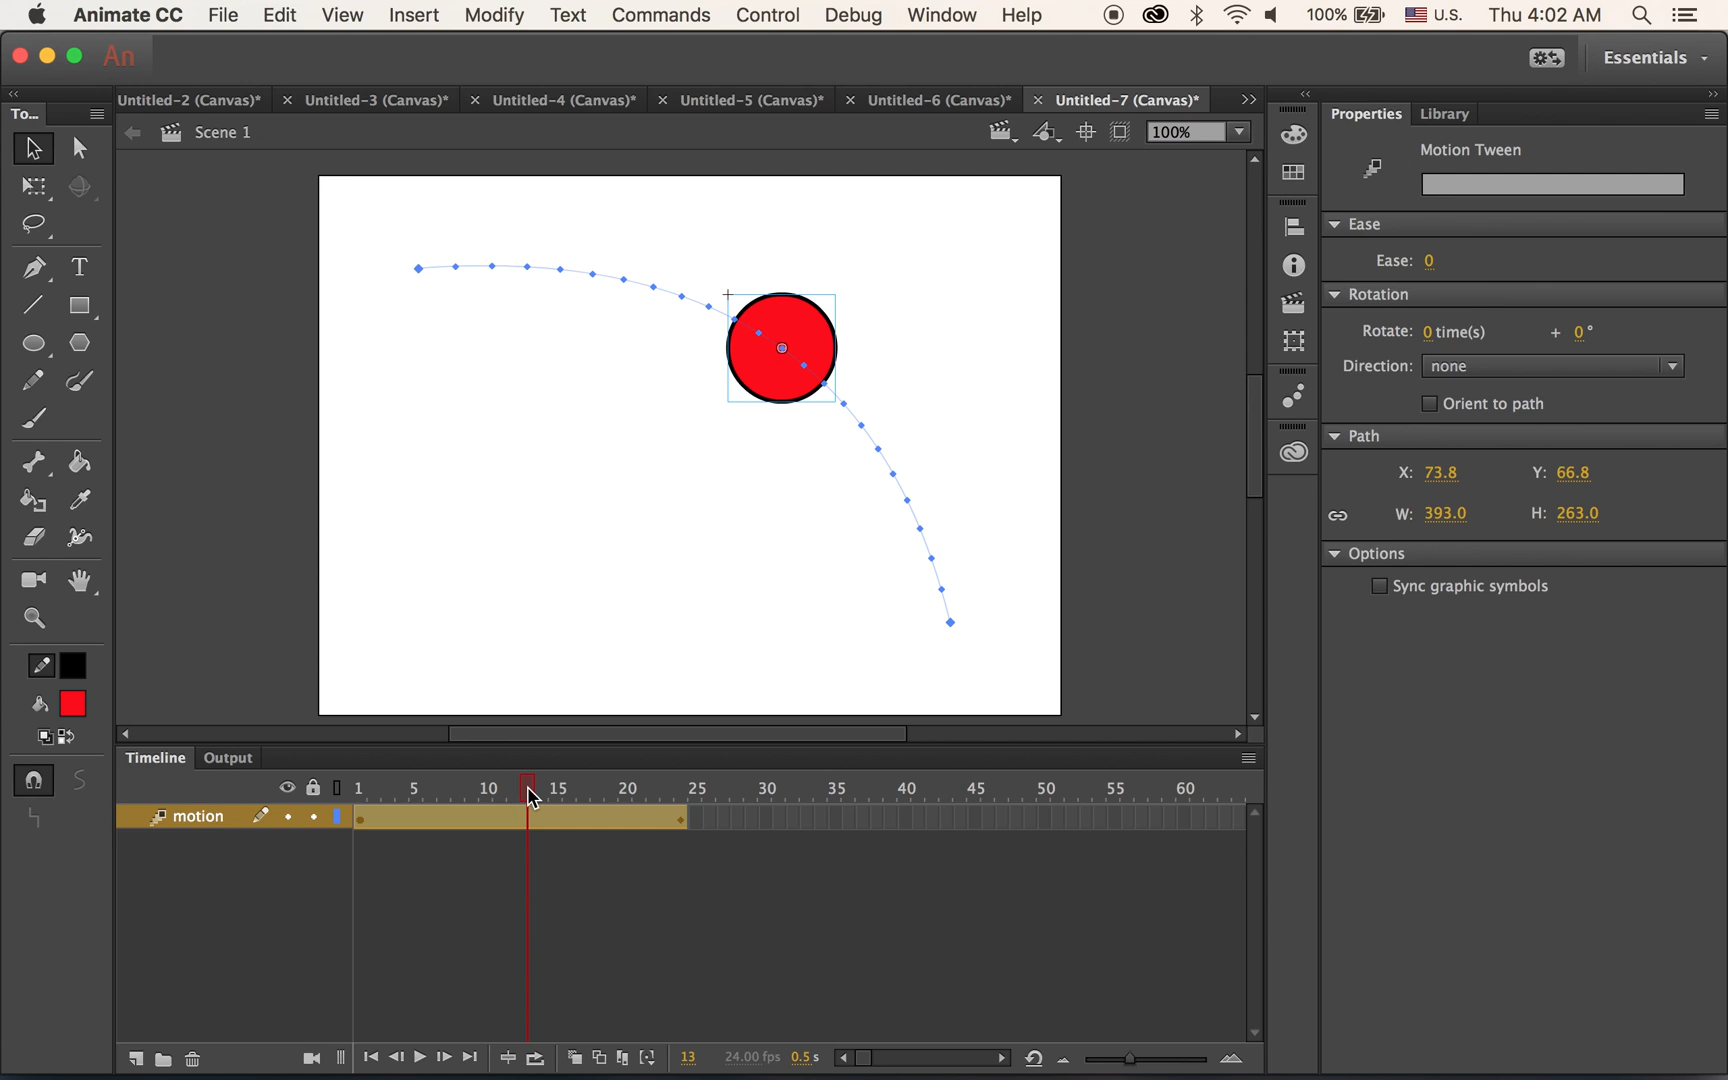 Animate CC File Edit View Insert Modify Text Commands Control Debug Window Help 100% U.S. Thu 4:02 AM
An Essentials
Untitled-2 (Canvas)* × Untitled-3 (Canvas)* × Untitled-4 (Canvas)* × Untitled-5 (Canvas)* × Untitled-6 (Canvas)* × Untitled-7 (Canvas)*
To...
Scene 1 100%
Properties Library
Motion Tween
Ease
Ease: 0
Rotation
Rotate: 0 time(s) + 0°
Direction: none
Orient to path
Path
X: 73.8 Y: 66.8
W: 393.0 H: 263.0
Options
Sync graphic symbols
T
Timeline Output
1 5 10 15 20 25 30 35 40 45 50 55 60
motion
13 24.00 fps 0.5 s